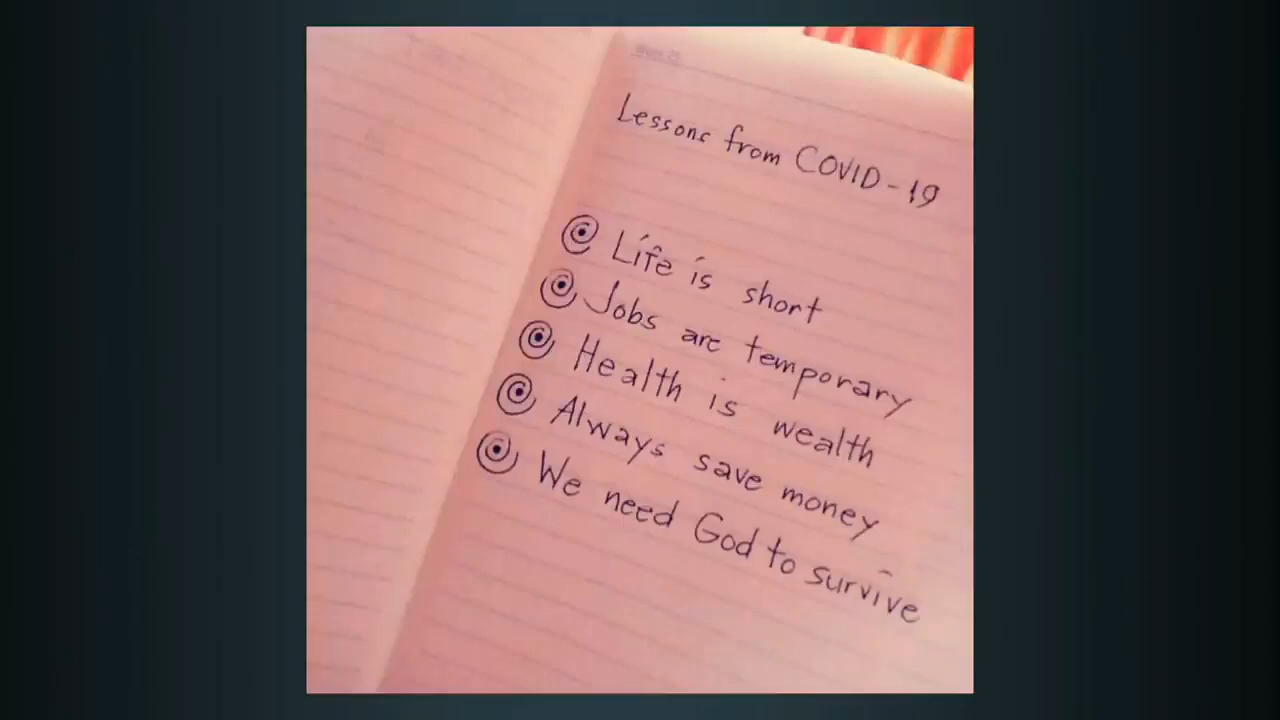 Lessons from COVID-19
Life is short
Jobs are temporary
Health is wealth
Always save money
We need God to survive